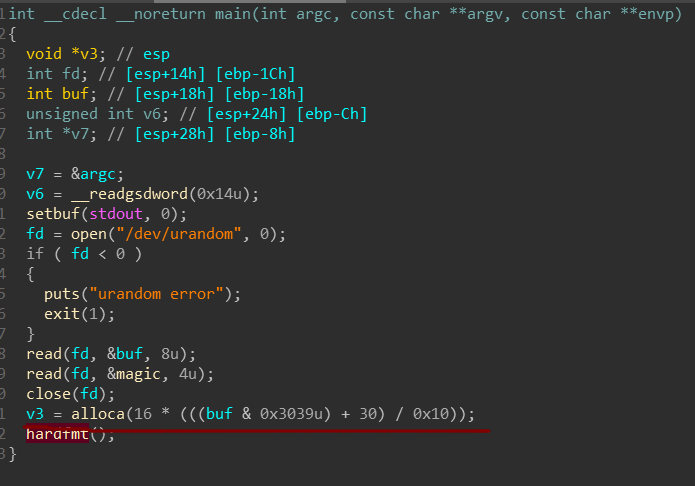 1int __cdecl __noreturn main(int argc, const char **argv, const char **envp)
2{
3  void *v3; // esp
4  int fd; // [esp+14h] [ebp-1Ch]
5  int buf; // [esp+18h] [ebp-18h]
6  unsigned int v6; // [esp+24h] [ebp-Ch]
7  int *v7; // [esp+28h] [ebp-8h]
8
9  v7 = &argc;
0  v6 = __readgsdword(0x14u);
1  setbuf(stdout, 0);
2  fd = open("/dev/urandom", 0);
3  if ( fd < 0 )
4  {
5    puts("urandom error");
6    exit(1);
7  }
8  read(fd, &buf, 8u);
9  read(fd, &magic, 4u);
0  close(fd);
1  v3 = alloca(16 * (((buf & 0x3039u) + 30) / 0x10));
2  hardfmt();
3}